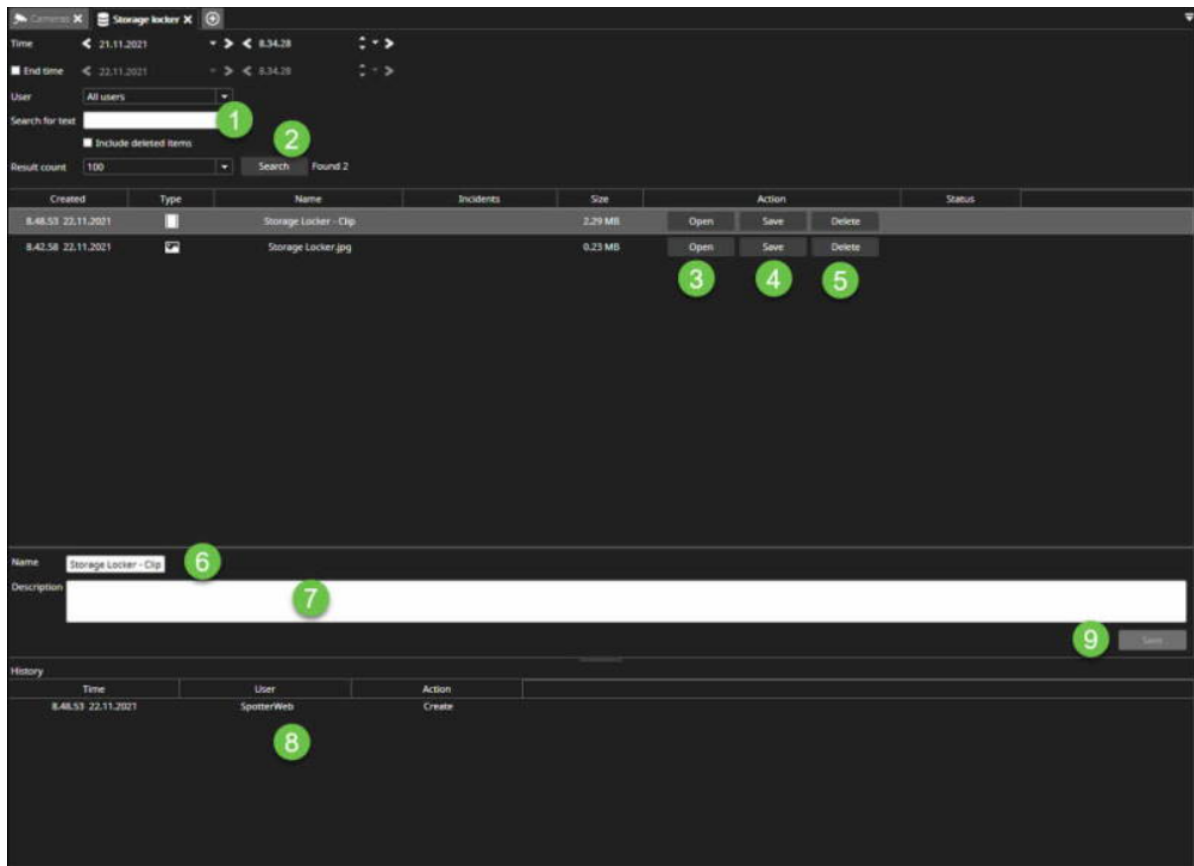 Cameras Storage locker
Time 21.11.2021 8.34.28
End time 22.11.2021 8.34.28
User All users
Search for text 1
Include deleted items 2
Result count 100 Search Found 2
Created Type Name Incidents Size Action Status
8.48.53 22.11.2021 Storage Locker - Clip 2.29 MB Open Save Delete
8.42.58 22.11.2021 Storage Locker.jpg 0.23 MB Open Save Delete
3 4 5
Name Storage Locker - Clip 6
Description 7
9 Save
History
Time User Action
8.48.53 22.11.2021 SpotterWeb Create
8